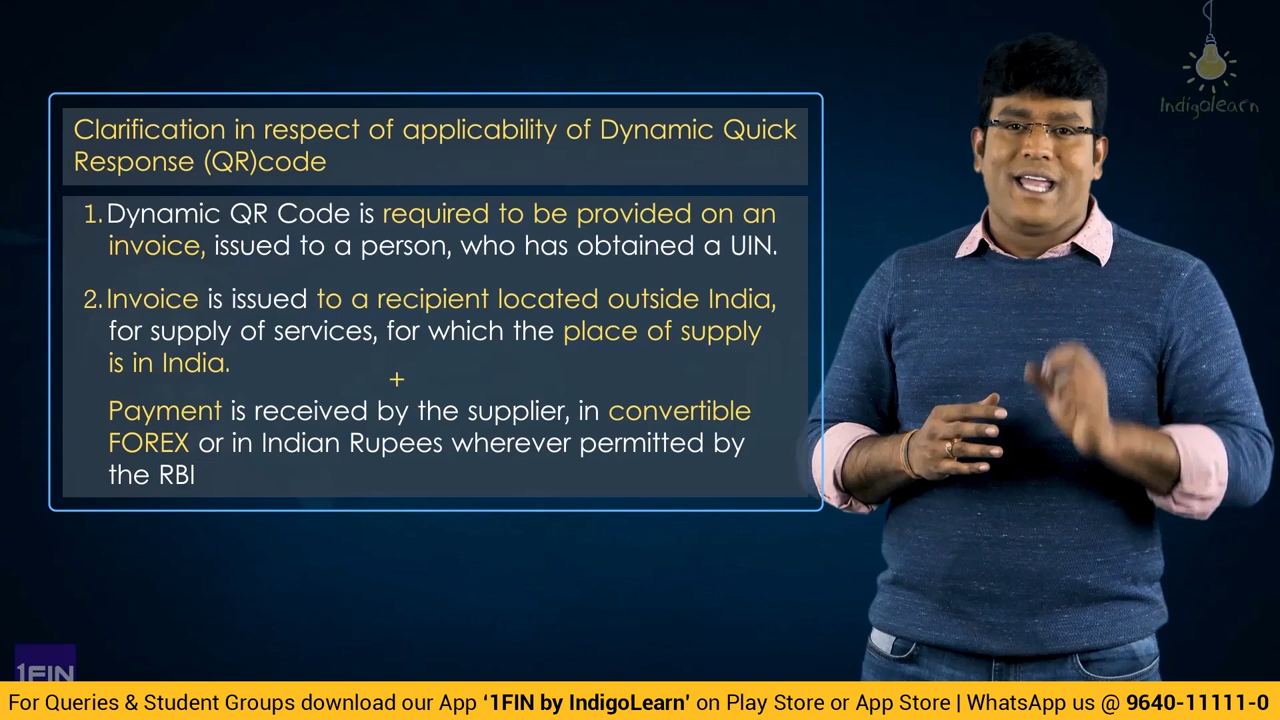 Indigolearn
Clarification in respect of applicability of Dynamic Quick
Response (QR)code
1. Dynamic QR Code is required to be provided on an
invoice, issued to a person, who has obtained a UIN.
2. Invoice is issued to a recipient located outside India,
for supply of services, for which the place of supply
is in India.
+
Payment is received by the supplier, in convertible
FOREX or in Indian Rupees wherever permitted by
the RBI
1FIN
For Queries & Student Groups download our App ‘1FIN by IndigoLearn’ on Play Store or App Store | WhatsApp us @ 9640-11111-0